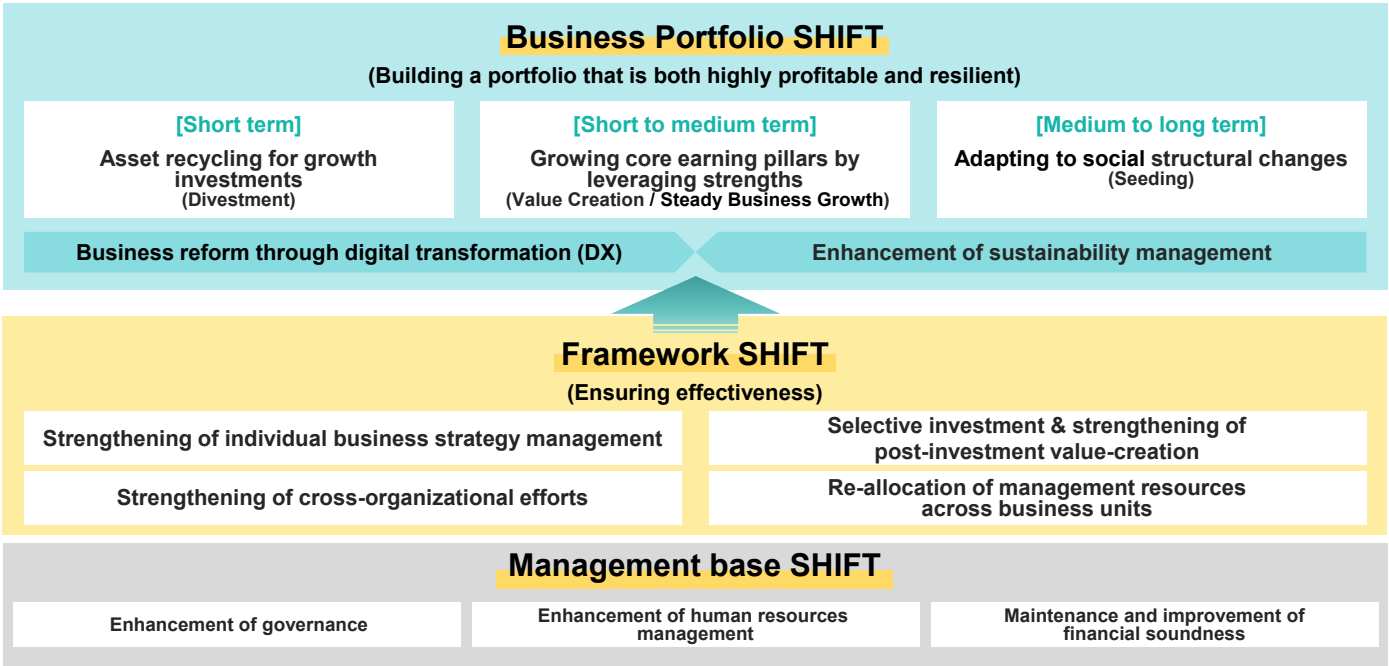 Business Portfolio SHIFT
(Building a portfolio that is both highly profitable and resilient)
[Short term]
Asset recycling for growth
investments
(Divestment)
[Short to medium term]
Growing core earning pillars by
leveraging strengths
(Value Creation / Steady Business Growth)
[Medium to long term]
Adapting to social structural changes
(Seeding)
Business reform through digital transformation (DX)
Enhancement of sustainability management
Framework SHIFT
(Ensuring effectiveness)
Strengthening of individual business strategy management
Selective investment & strengthening of
post-investment value-creation
Strengthening of cross-organizational efforts
Re-allocation of management resources
across business units
Management base SHIFT
Enhancement of governance
Enhancement of human resources
management
Maintenance and improvement of
financial soundness